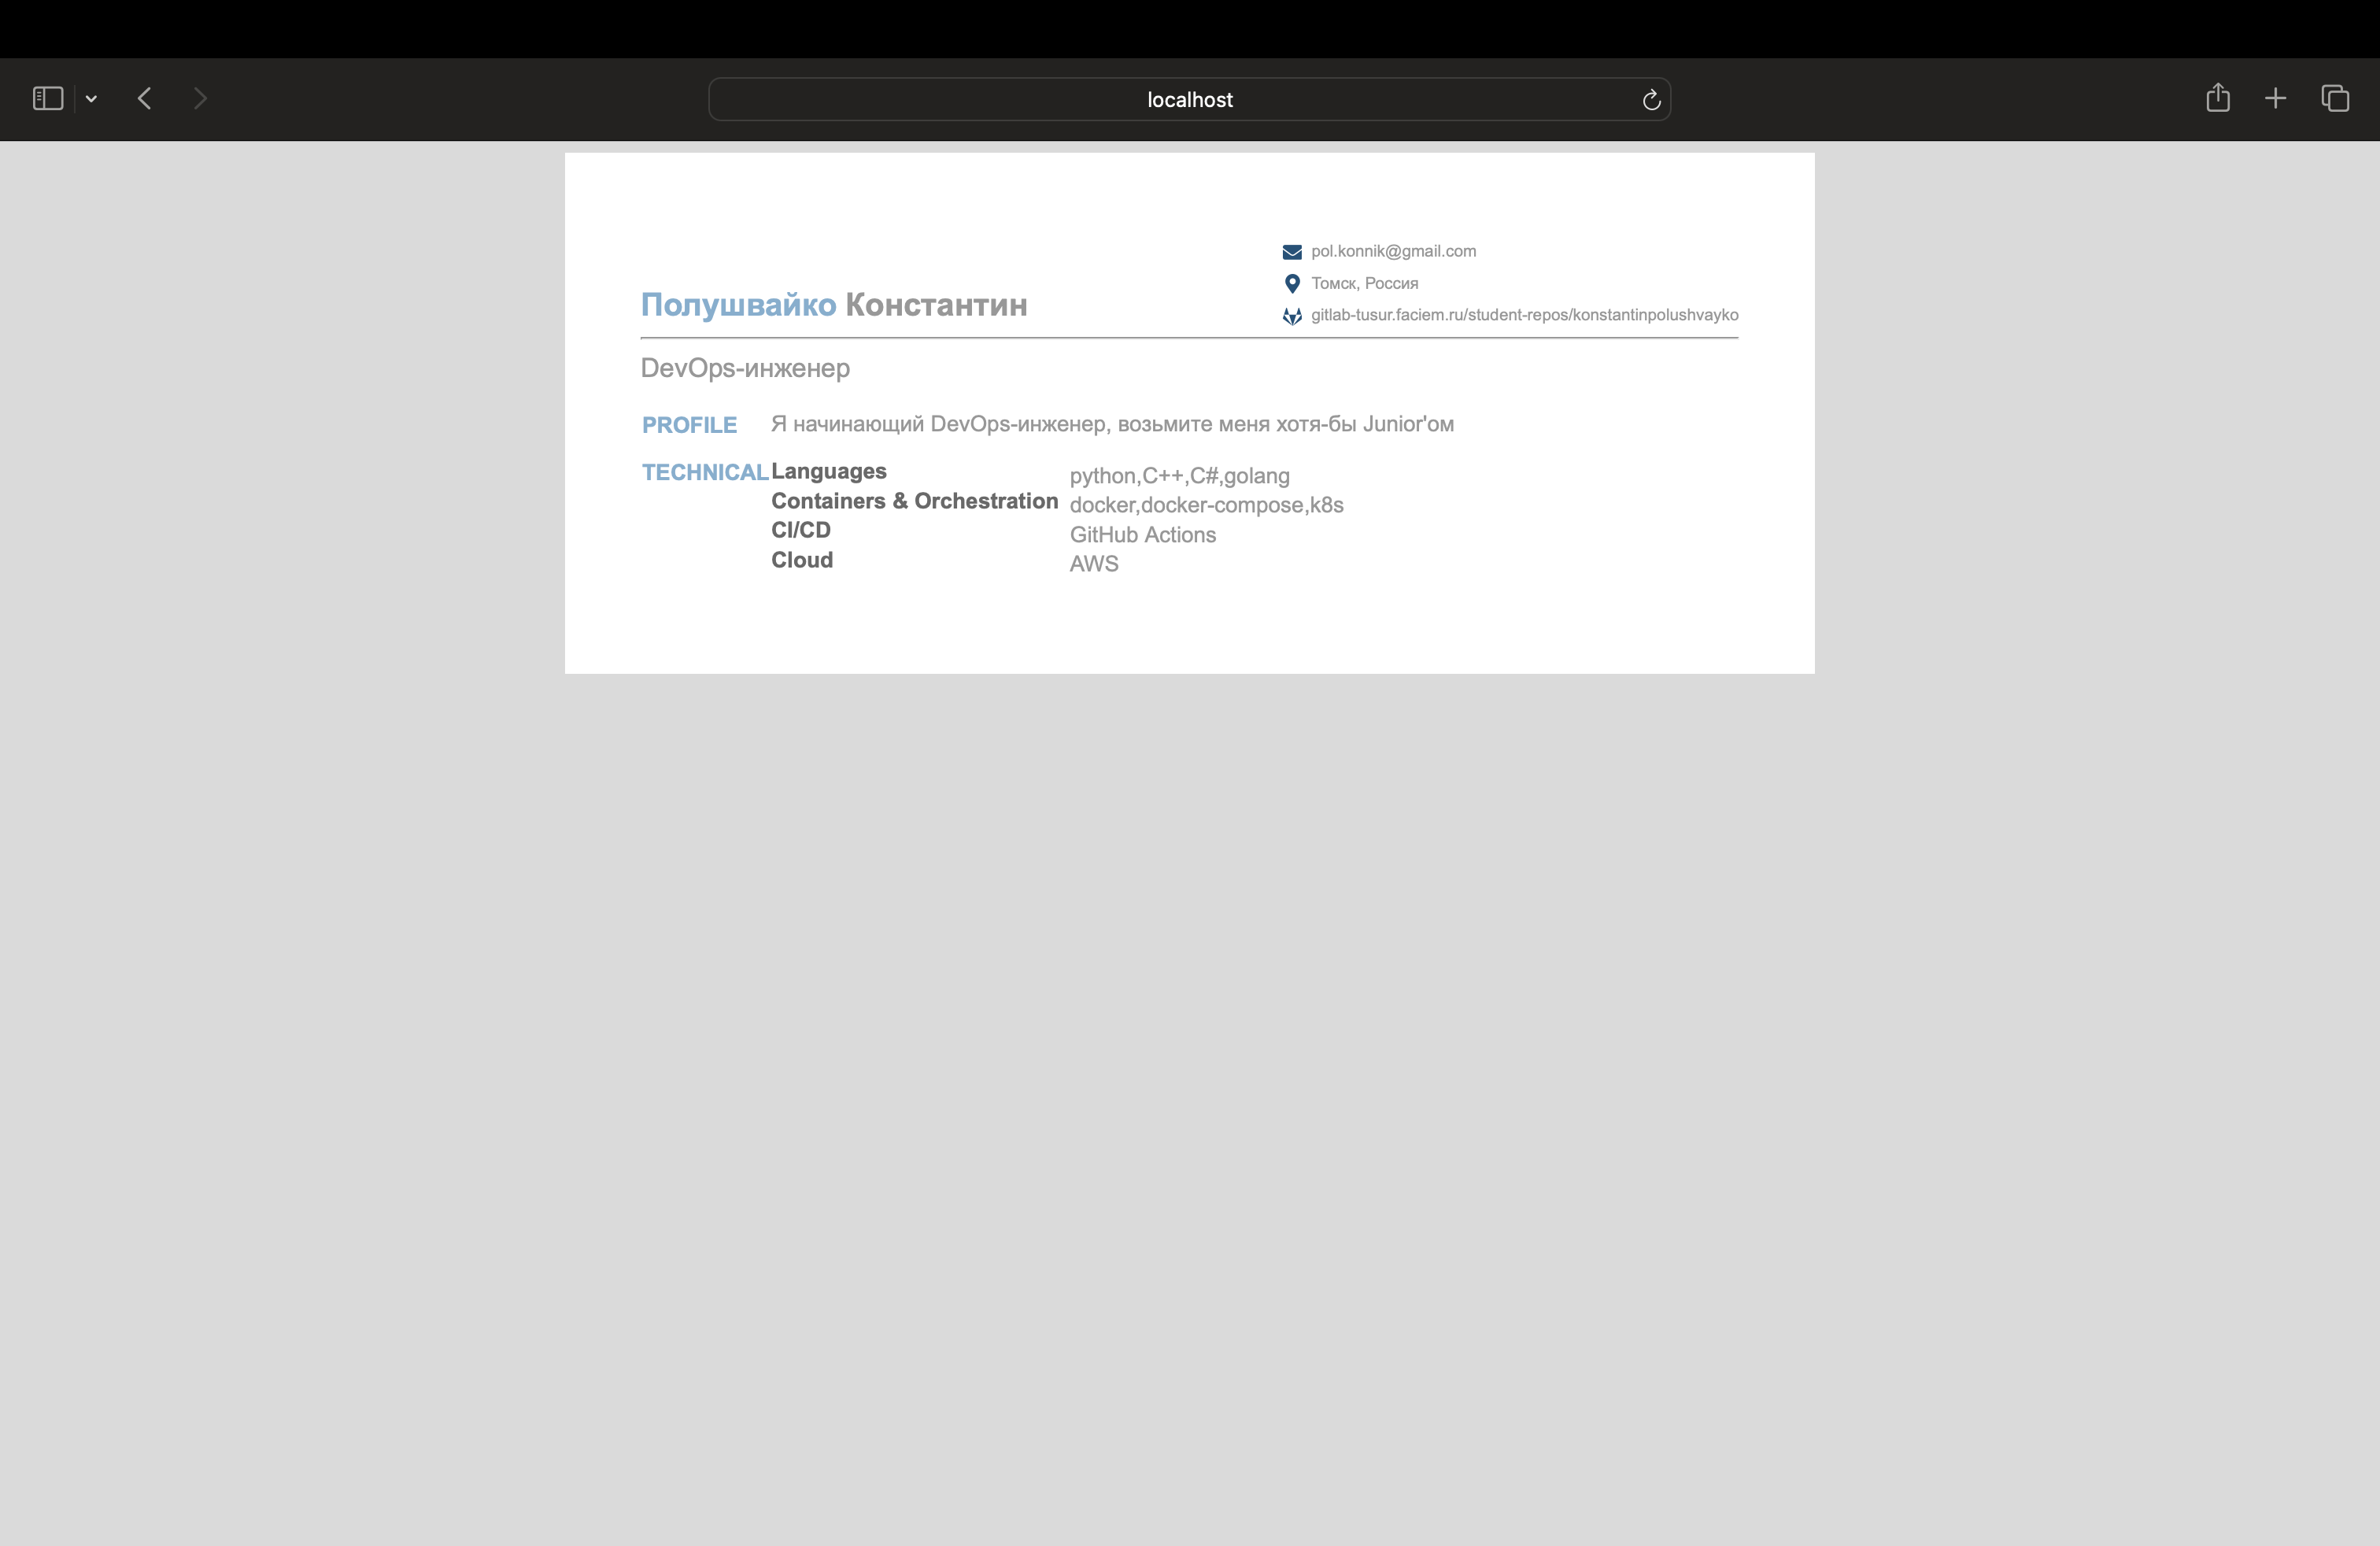 localhost
pol.konnik@gmail.com
Томск, Россия
Полушвайко Константин
gitlab-tusur.faciem.ru/student-repos/konstantinpolushvayko
DevOps-инженер
PROFILE Я начинающий DevOps-инженер, возьмите меня хотя-бы Junior'ом
TECHNICAL Languages python,C++,C#,golang
Containers & Orchestration docker,docker-compose,k8s
CI/CD GitHub Actions
Cloud AWS